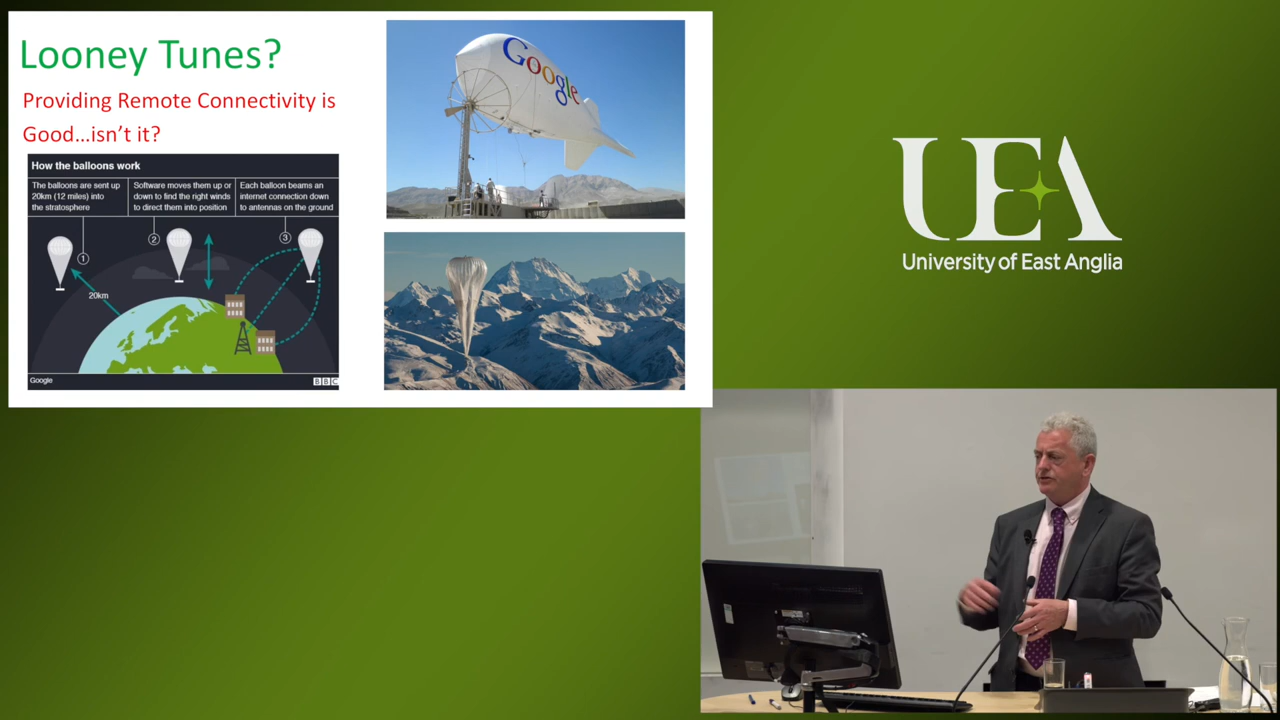 Looney Tunes?
Providing Remote Connectivity is
Good...isn't it?
How the balloons work
The balloons are sent up
20km (12 miles) into
the stratosphere
Software moves them up or
down to find the right winds
to direct them into position
Each balloon beams an
internet connection down
to antennas on the ground
1
2
3
20km
Google
BBC
Google
UEA
University of East Anglia